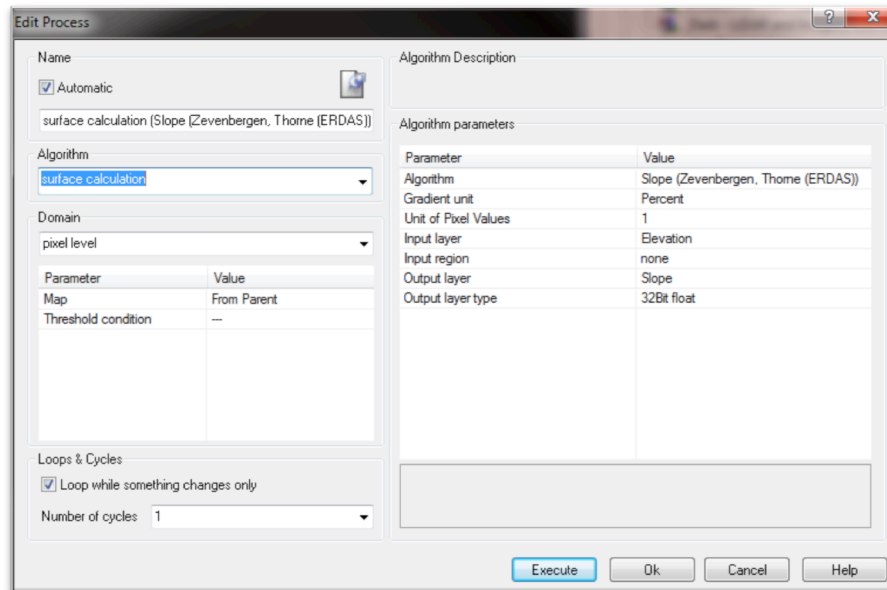 Edit Process
Name
Automatic
surface calculation (Slope (Zevenbergen, Thorne (ERDAS))
Algorithm
surface calculation
Domain
pixel level
Parameter Value
Map From Parent
Threshold condition ---
Loops & Cycles
Loop while something changes only
Number of cycles 1
Algorithm Description
Algorithm parameters
Parameter Value
Algorithm Slope (Zevenbergen, Thorne (ERDAS))
Gradient unit Percent
Unit of Pixel Values 1
Input layer Elevation
Input region none
Output layer Slope
Output layer type 32Bit float
Execute Ok Cancel Help